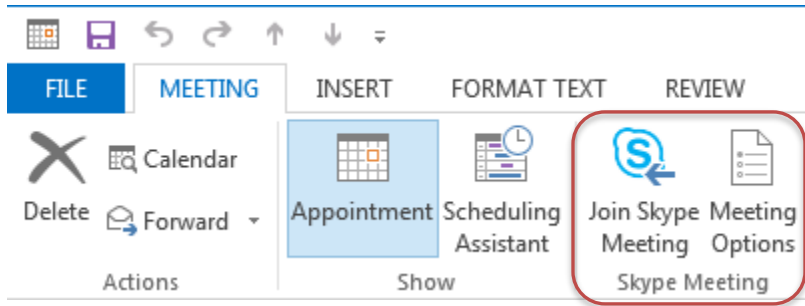 FILE
MEETING
INSERT
FORMAT TEXT
REVIEW
Delete
Calendar
Forward
Actions
Appointment
Scheduling
Assistant
Show
Join Skype
Meeting
Meeting
Options
Skype Meeting